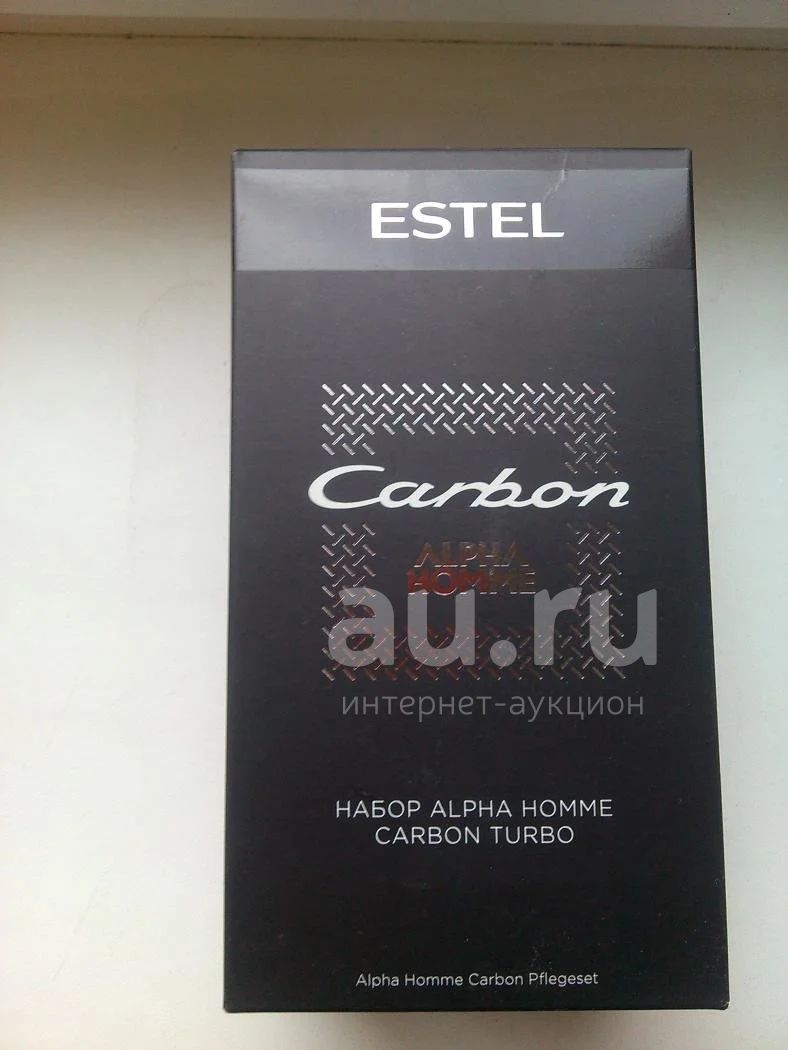 ESTEL
Carbon
ALPHA
HOMME
au.ru
интернет-аукцион
НАБОР ALPHA HOMME
CARBON TURBO
Alpha Homme Carbon Pflegeset